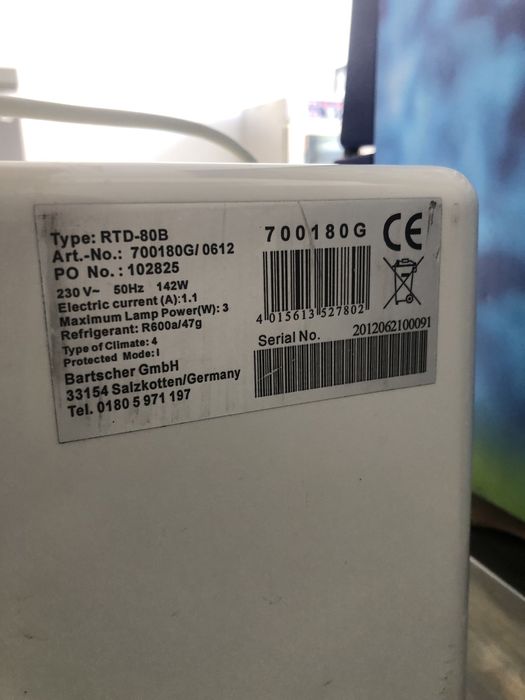 Type: RTD-80B
Art.-No.: 700180G/ 0612
PO No. : 102825
230 V~ 50Hz 142W
Electric current (A):1.1
Maximum Lamp Power(W): 3
Refrigerant: R600a/47g
Type of Climate: 4
Protected Mode: I
Bartscher GmbH
33154 Salzkotten/Germany
Tel. 0180 5 971 197
700180G
CE
4 015613 527802
Serial No.
2012062100091